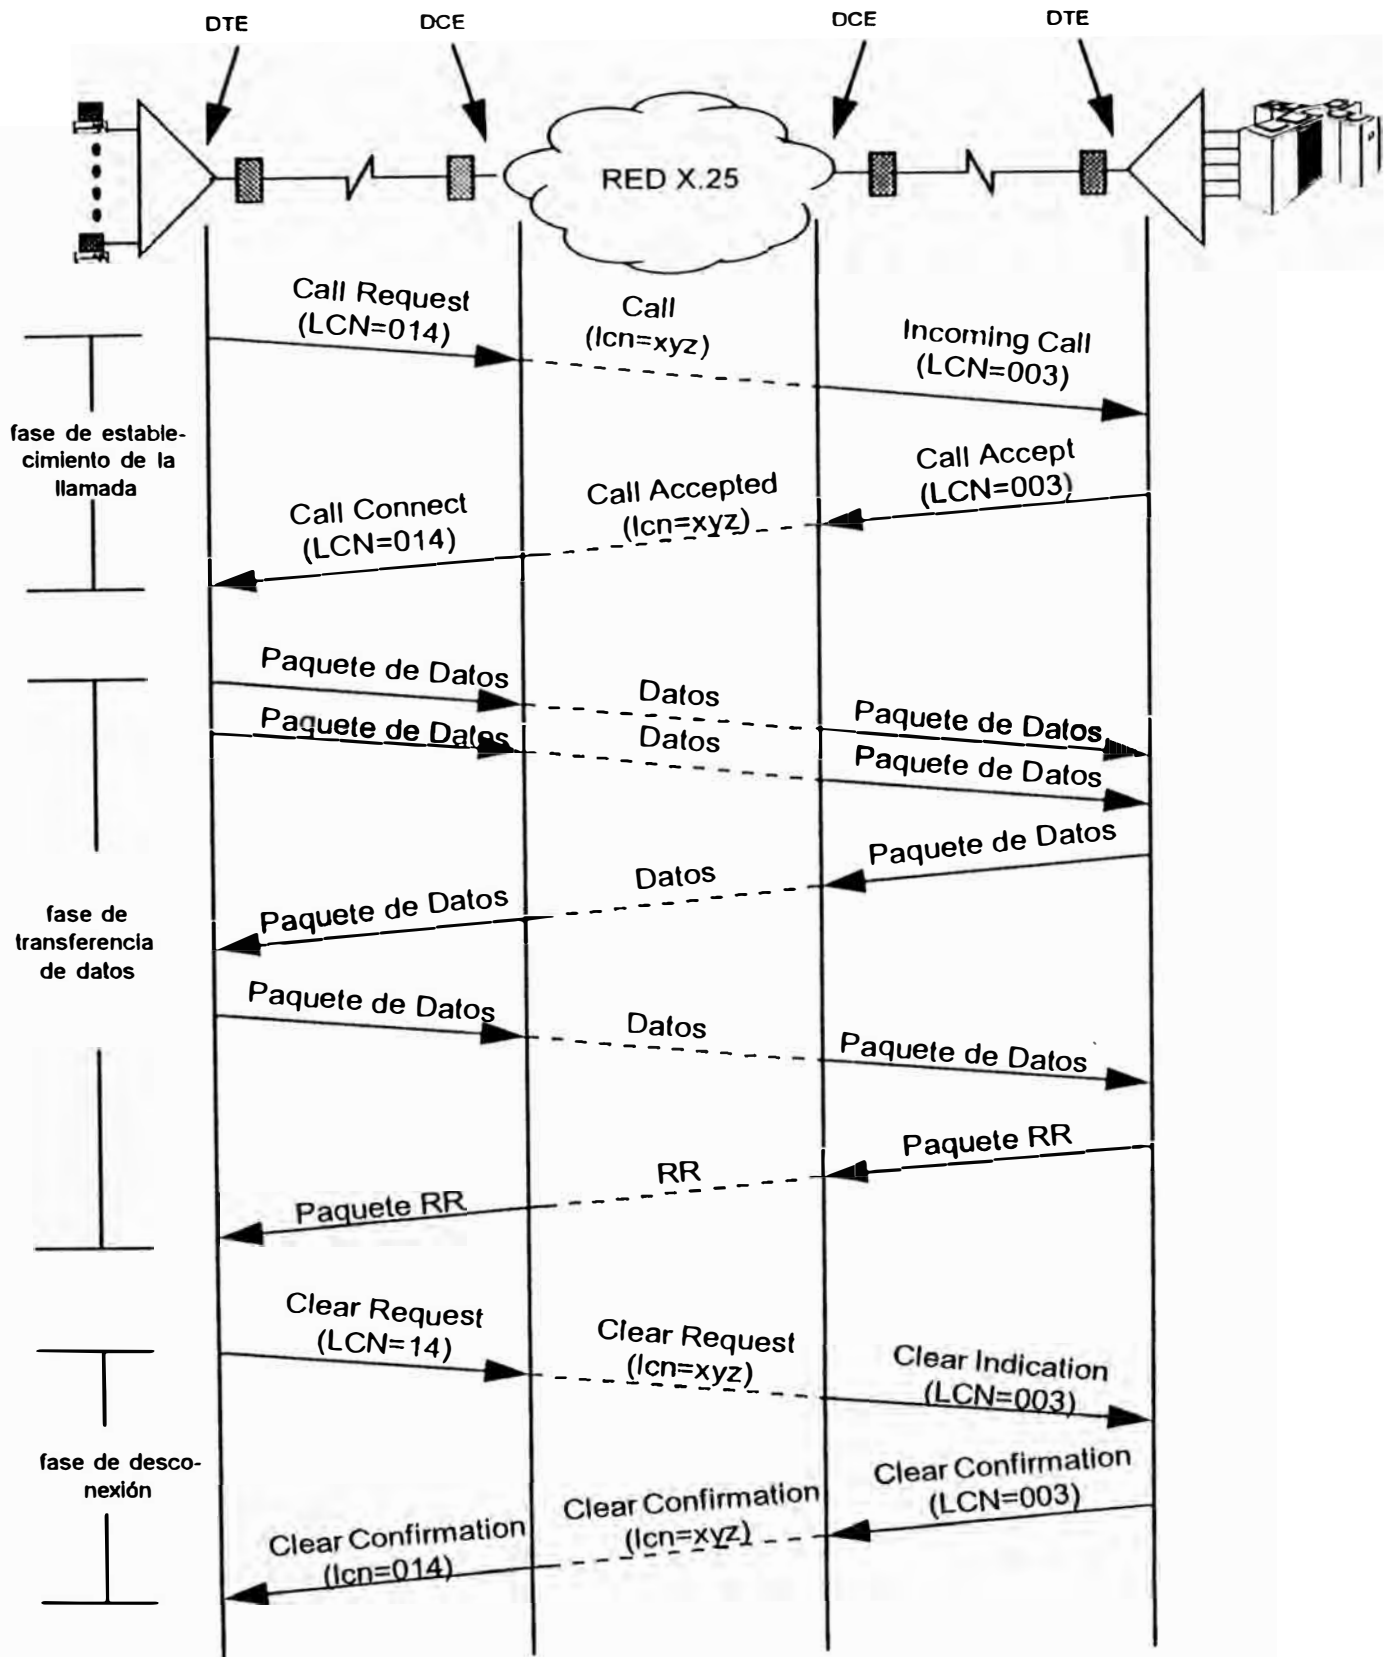 DTE
DCE
DCE
DTE
RED X.25
Call Request
(LCN=014)
Call
(lcn=xyz)
Incoming Call
(LCN=003)
fase de estable-
cimiento de la
llamada
Call Accept
(LCN=003)
Call Accepted
(lcn=xyz)
Call Connect
(LCN=014)
Paquete de Datos
Datos
Paquete de Datos
Paquete de Datos
Datos
Paquete de Datos
Paquete de Datos
Datos
Paquete de Datos
fase de
transferencia
de datos
Paquete de Datos
Datos
Paquete de Datos
Paquete RR
RR
Paquete RR
Clear Request
(LCN=14)
Clear Request
(lcn=xyz)
Clear Indication
(LCN=003)
fase de desco-
nexión
Clear Confirmation
(LCN=003)
Clear Confirmation
(lcn=xyz)
Clear Confirmation
(lcn=014)